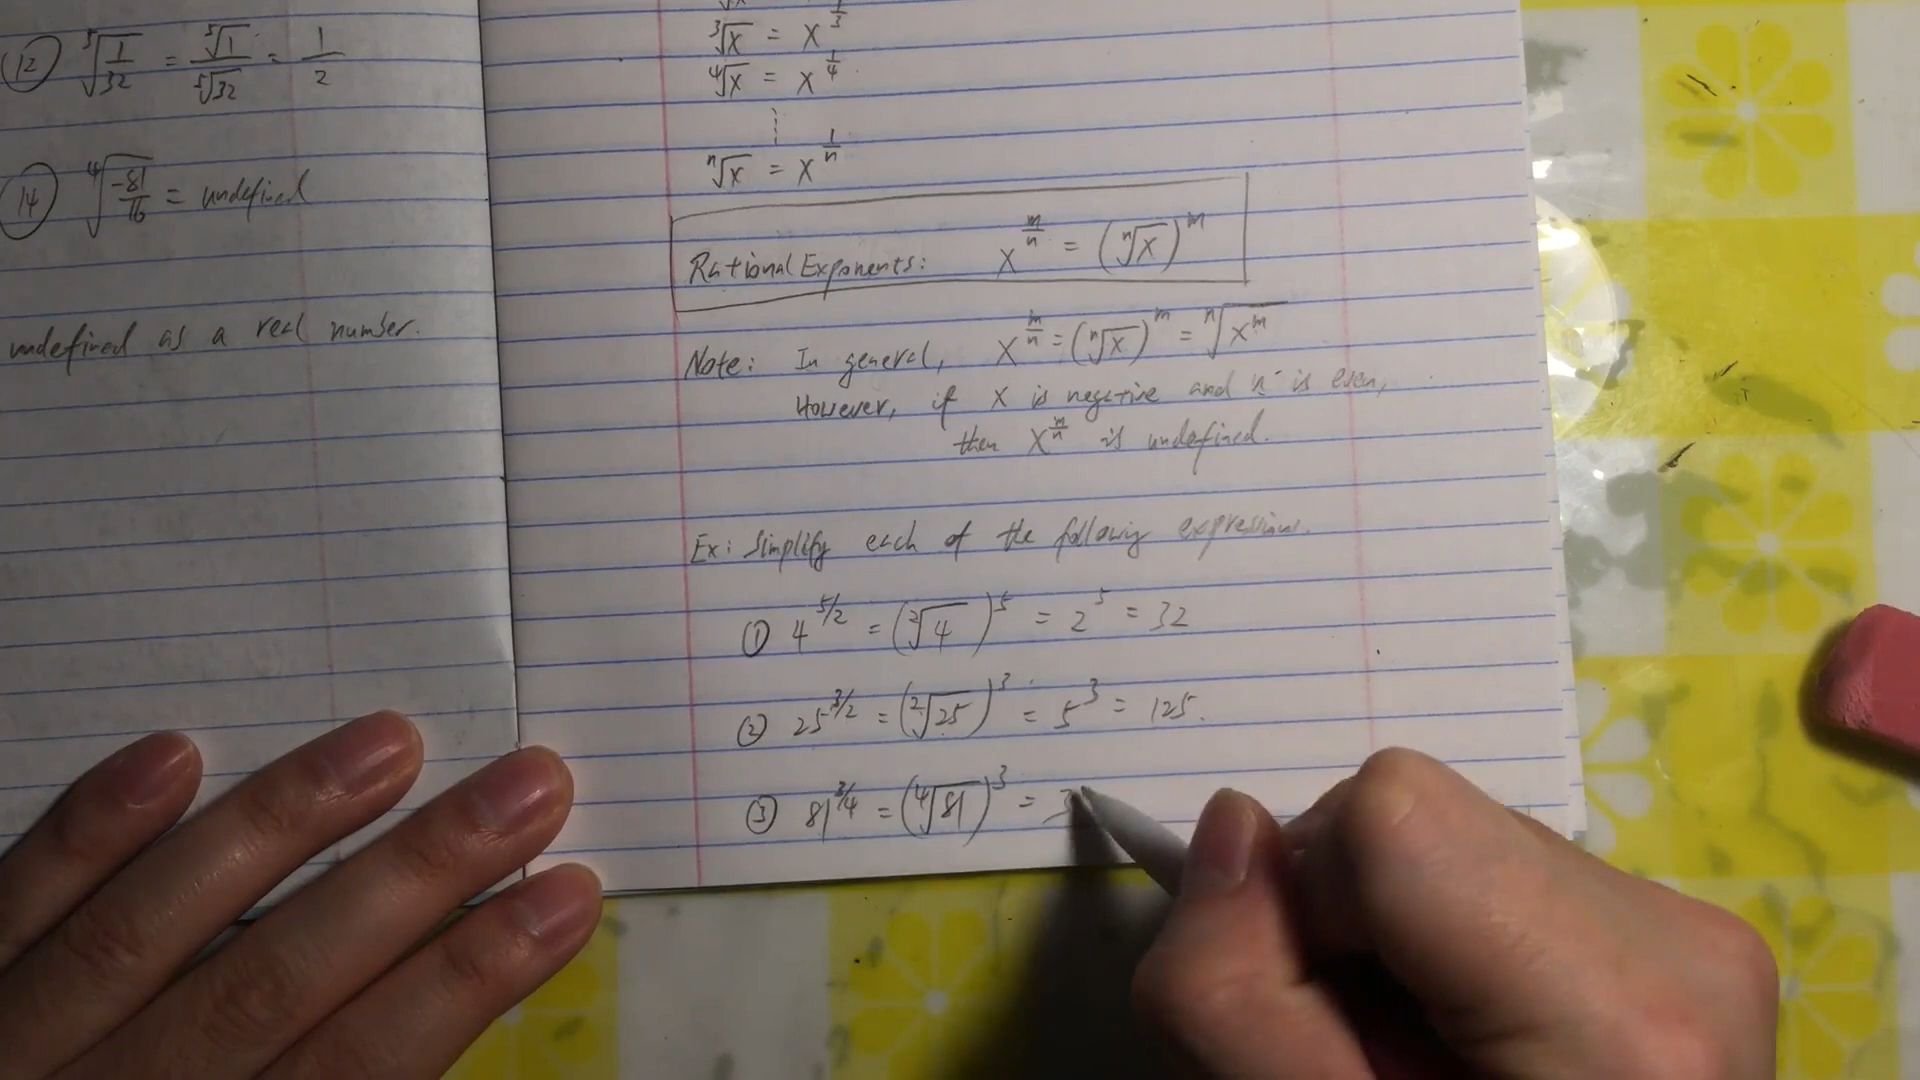 ⑫ ⁵√(1/32) = ⁵√1/⁵√32 = 1/2
⑭ ⁴√(-81/16) = undefined
undefined as a real number.
³√x = x^(1/3)
⁴√x = x^(1/4)
ⁿ√x = x^(1/n)
Rational Exponents: x^(m/n) = (ⁿ√x)^m
Note: In general, x^(m/n) = (ⁿ√x)^m = ⁿ√(x^m)
However, if x is negative and n is even,
then x^(m/n) is undefined.
Ex: Simplify each of the following expressions.
① 4^(5/2) = (²√4)^5 = 2^5 = 32
② 25^(3/2) = (²√25)^3 = 5^3 = 125.
③ 81^(3/4) = (⁴√81)^3 = 3